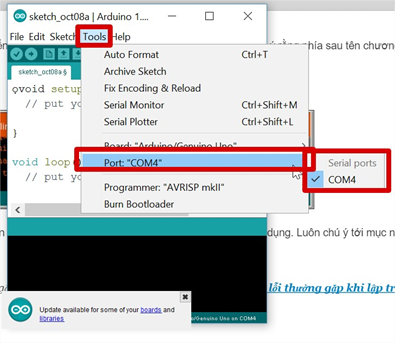 sketch_oct08a | Arduino 1....
File Edit Sketch Tools Help
Auto Format Ctrl+T
phía sau tên chương
Archive Sketch
sketch_oct08a §
Fix Encoding & Reload
void setup
Serial Monitor Ctrl+Shift+M
// put yo
Serial Plotter Ctrl+Shift+L
}
Board: "Arduino/Genuino Uno"
void loop
Port: "COM4"
Serial ports
// put yo
COM4
Programmer: "AVRISP mkII"
Burn Bootloader
dụng. Luôn chú ý tới mục n
lỗi thường gặp khi lập tr
Update available for some of your boards and
libraries
/Genuino Uno on COM4